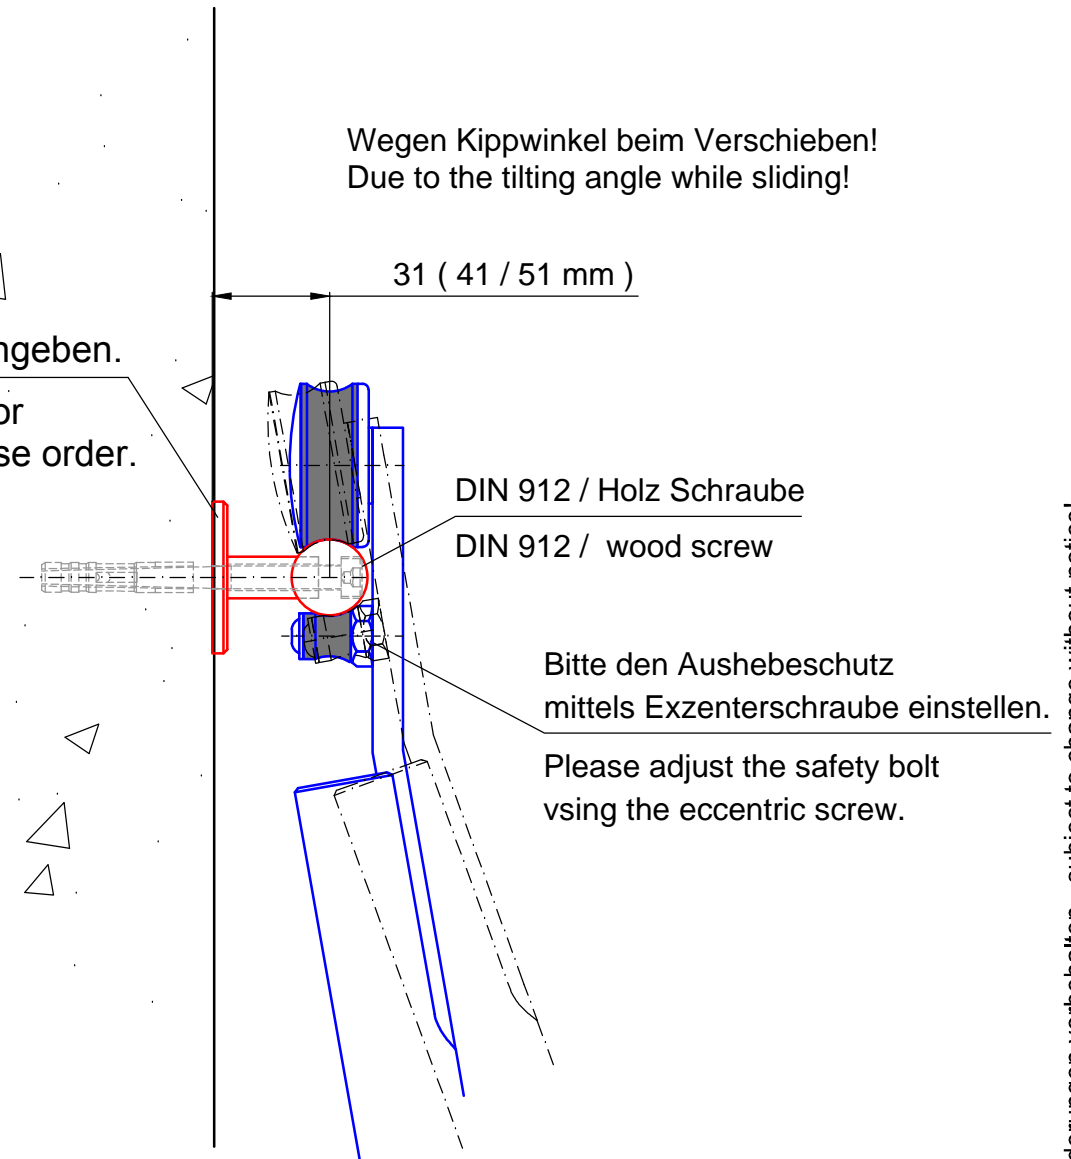 Wegen Kippwinkel beim Verschieben!
Due to the tilting angle while sliding!
31 ( 41 / 51 mm )
ngeben.
or
se order.
DIN 912 / Holz Schraube
DIN 912 / wood screw
Bitte den Aushebeschutz
mittels Exzenterschraube einstellen.
Please adjust the safety bolt
vsing the eccentric screw.
derungen vorbehalten - subject to change without notice!